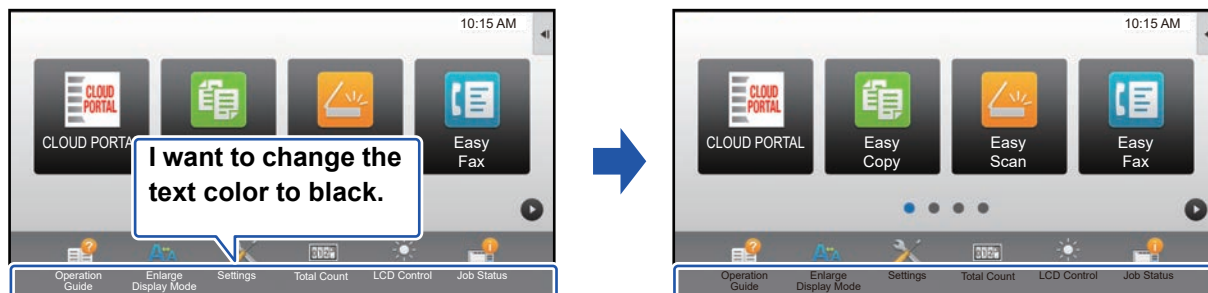 10:15 AM
CLOUD
PORTAL
CLOUD PORTA
Easy
Fax
I want to change the
text color to black.
Operation
Guide
Enlarge
Display Mode
Settings
Total Count
LCD Control
Job Status
10:15 AM
CLOUD
PORTAL
CLOUD PORTAL
Easy
Copy
Easy
Scan
Easy
Fax
Operation
Guide
Enlarge
Display Mode
Settings
Total Count
LCD Control
Job Status